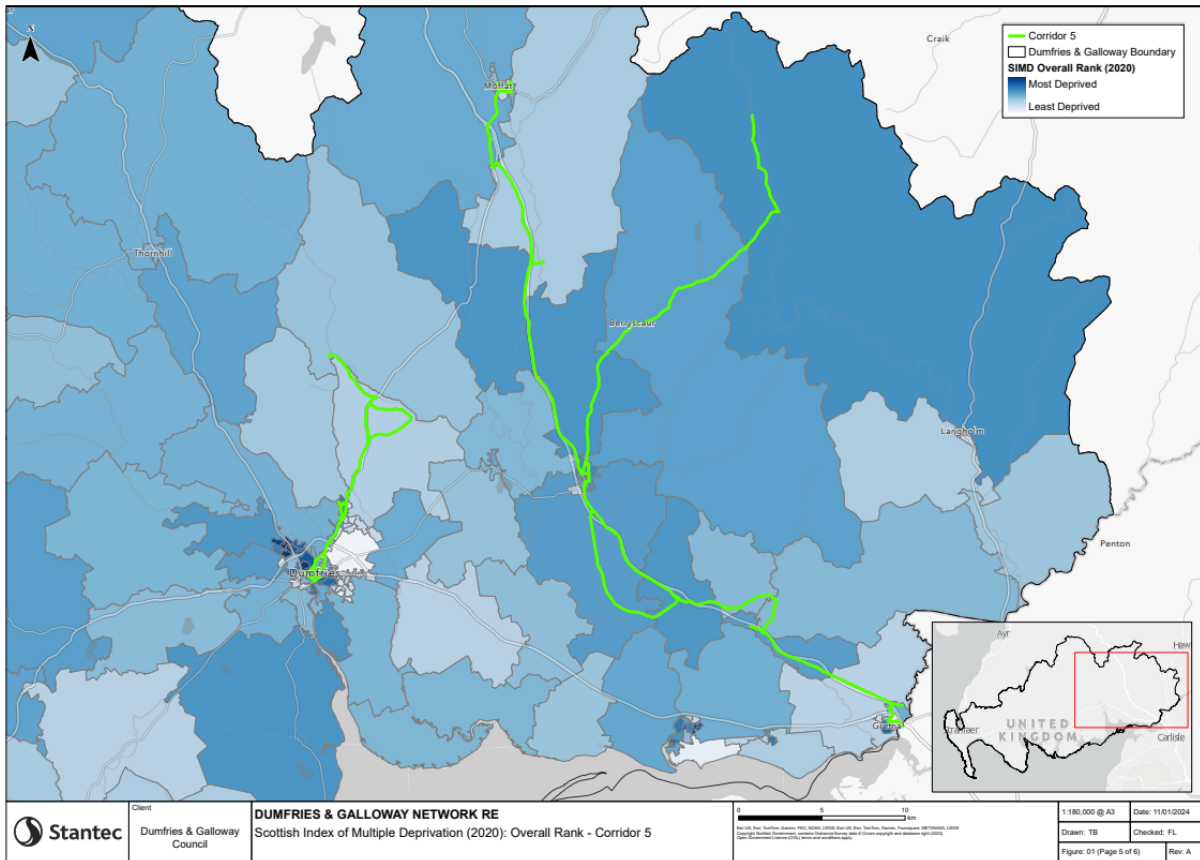 N
Craik
Corridor 5
Dumfries & Galloway Boundary
SIMD Overall Rank (2020)
Most Deprived
Least Deprived
Moffat
Thornhill
Berryscaur
Langholm
Penton
Dumfries
Gretna
Ayr
Haw
UNITED
KINGDOM
Carlisle
Stantec
Client
Dumfries & Galloway
Council
DUMFRIES & GALLOWAY NETWORK RE
Scottish Index of Multiple Deprivation (2020): Overall Rank - Corridor 5
0 5 10
km
1:180,000 @ A3
Date: 11/01/2024
Drawn: TB
Checked: FL
Figure: 01 (Page 5 of 6)
Rev: A